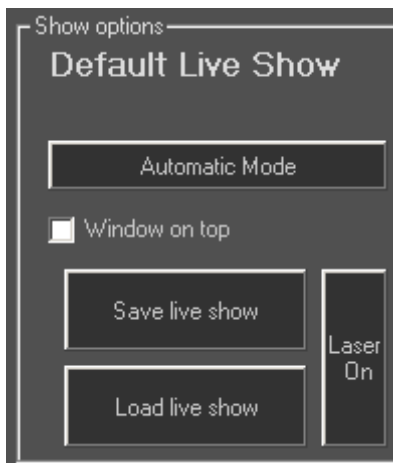 Show options
Default Live Show
Automatic Mode
Window on top
Save live show
Laser
On
Load live show